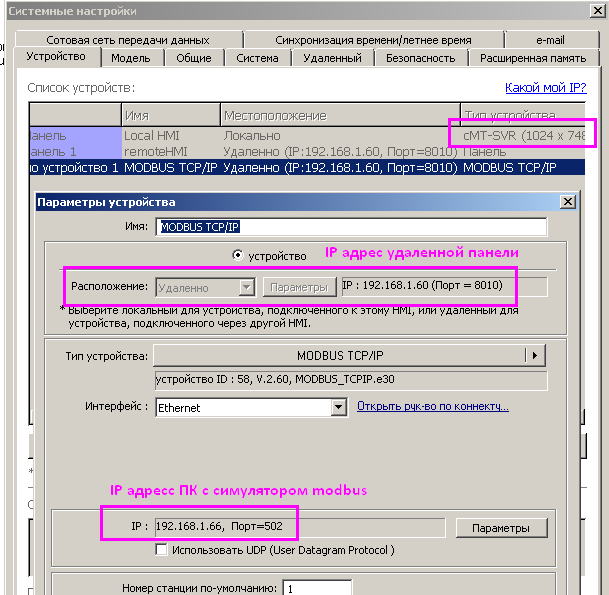 Системные настройки
Сотовая сеть передачи данных
Синхронизация времени/летнее время
e-mail
Устройство
Модель
Общие
Система
Удаленный
Безопасность
Расширенная память
Список устройств:
Какой мой IP?
Имя
Местоположение
Тип устройства
Local HMI
Локально
cMT-SVR (1024 x 748
remoteHMI
Удаленно (IP:192.168.1.60, Порт=8010)
Панель
но устройство 1
MODBUS TCP/IP
Удаленно (IP:192.168.1.60, Порт=8010)
MODBUS TCP/IP
Параметры устройства
Имя:
MODBUS TCP/IP
устройство
IP адрес удаленной панели
Расположение:
Удаленно
Параметры
IP : 192.168.1.60 (Порт = 8010)
* Выберите локальный для устройства, подключенного к этому HMI, или удаленный для
устройства, подключенного через другой HMI.
Тип устройства:
MODBUS TCP/IP
устройство ID : 58, V.2.60, MODBUS_TCPIP.e30
Интерфейс :
Ethernet
Открыть рук-во по коннекту...
IP адресс ПК с симулятором modbus
IP :
192.168.1.66, Порт=502
Параметры
Использовать UDP (User Datagram Protocol )
Номер станции по-умолчанию:
1